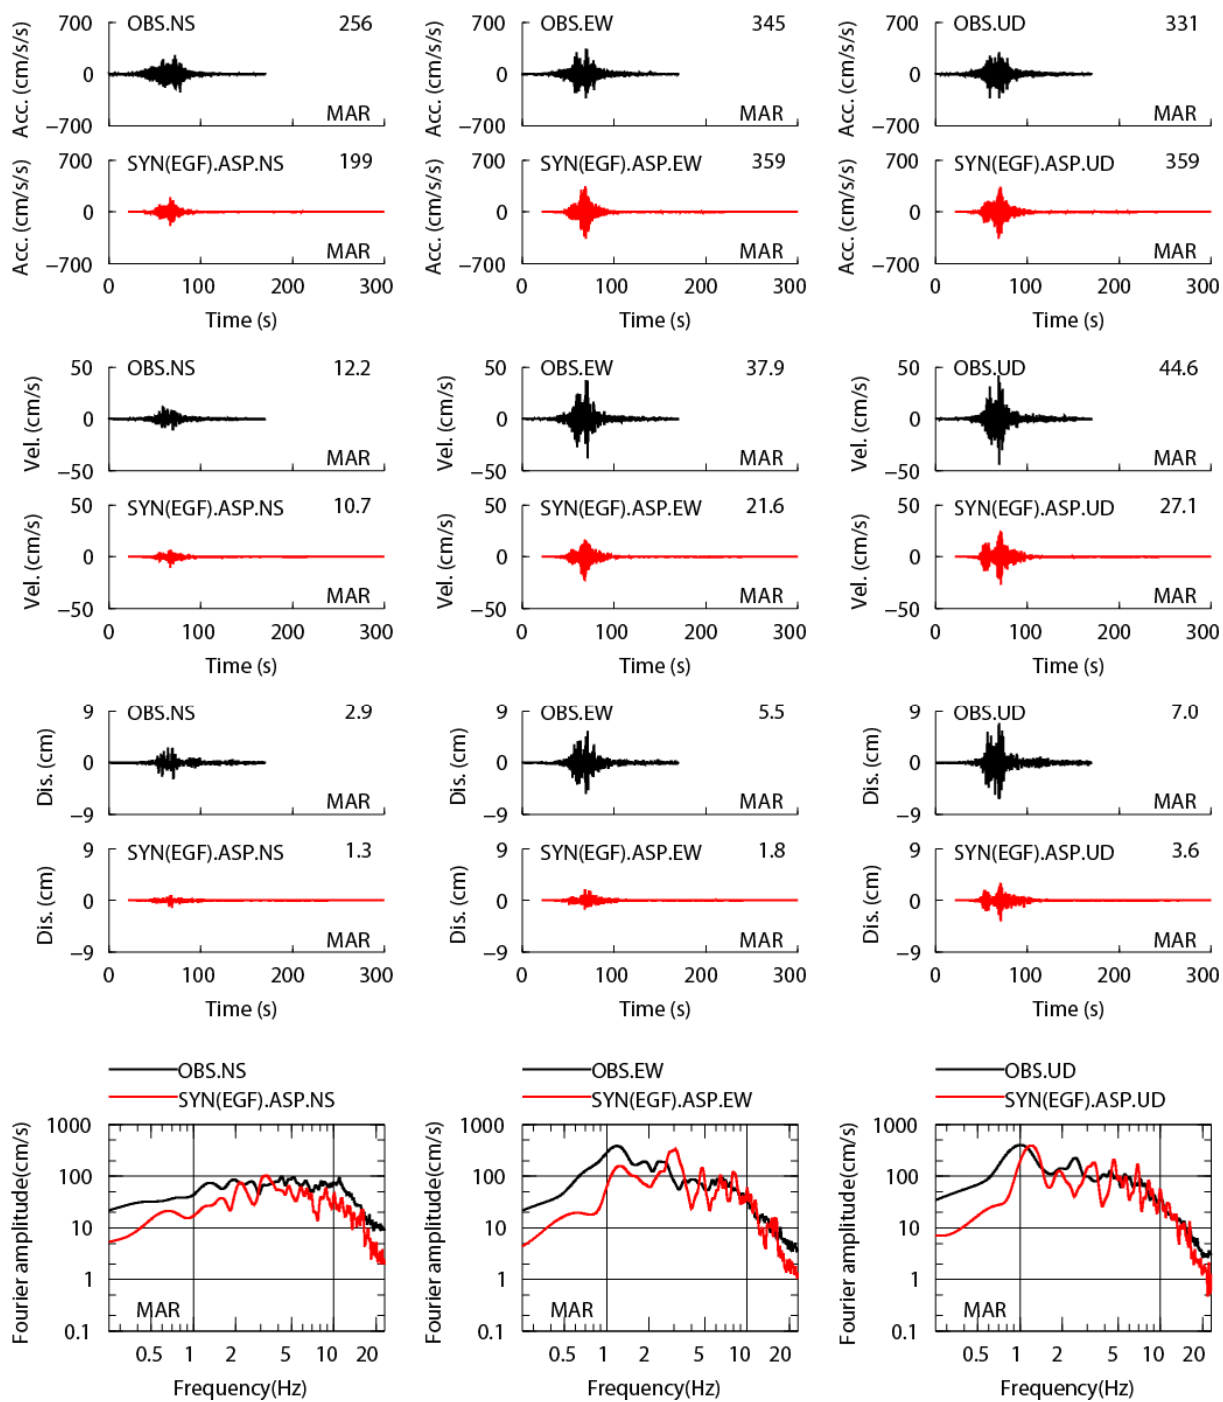 OBS.NS 256
Acc. (cm/s/s)
700
0
−700
MAR
OBS.EW 345
Acc. (cm/s/s)
700
0
−700
MAR
OBS.UD 331
Acc. (cm/s/s)
700
0
−700
MAR
SYN(EGF).ASP.NS 199
Acc. (cm/s/s)
700
0
−700
MAR
0 100 200 300
Time (s)
SYN(EGF).ASP.EW 359
Acc. (cm/s/s)
700
0
−700
MAR
0 100 200 300
Time (s)
SYN(EGF).ASP.UD 359
Acc. (cm/s/s)
700
0
−700
MAR
0 100 200 300
Time (s)
OBS.NS 12.2
Vel. (cm/s)
50
0
−50
MAR
OBS.EW 37.9
Vel. (cm/s)
50
0
−50
MAR
OBS.UD 44.6
Vel. (cm/s)
50
0
−50
MAR
SYN(EGF).ASP.NS 10.7
Vel. (cm/s)
50
0
−50
MAR
0 100 200 300
Time (s)
SYN(EGF).ASP.EW 21.6
Vel. (cm/s)
50
0
−50
MAR
0 100 200 300
Time (s)
SYN(EGF).ASP.UD 27.1
Vel. (cm/s)
50
0
−50
MAR
0 100 200 300
Time (s)
OBS.NS 2.9
Dis. (cm)
9
0
−9
MAR
OBS.EW 5.5
Dis. (cm)
9
0
−9
MAR
OBS.UD 7.0
Dis. (cm)
9
0
−9
MAR
SYN(EGF).ASP.NS 1.3
Dis. (cm)
9
0
−9
MAR
0 100 200 300
Time (s)
SYN(EGF).ASP.EW 1.8
Dis. (cm)
9
0
−9
MAR
0 100 200 300
Time (s)
SYN(EGF).ASP.UD 3.6
Dis. (cm)
9
0
−9
MAR
0 100 200 300
Time (s)
OBS.NS
SYN(EGF).ASP.NS
Fourier amplitude(cm/s)
1000
100
10
1
0.1
MAR
0.5 1 2 5 10 20
Frequency(Hz)
OBS.EW
SYN(EGF).ASP.EW
Fourier amplitude(cm/s)
1000
100
10
1
0.1
MAR
0.5 1 2 5 10 20
Frequency(Hz)
OBS.UD
SYN(EGF).ASP.UD
Fourier amplitude(cm/s)
1000
100
10
1
0.1
MAR
0.5 1 2 5 10 20
Frequency(Hz)